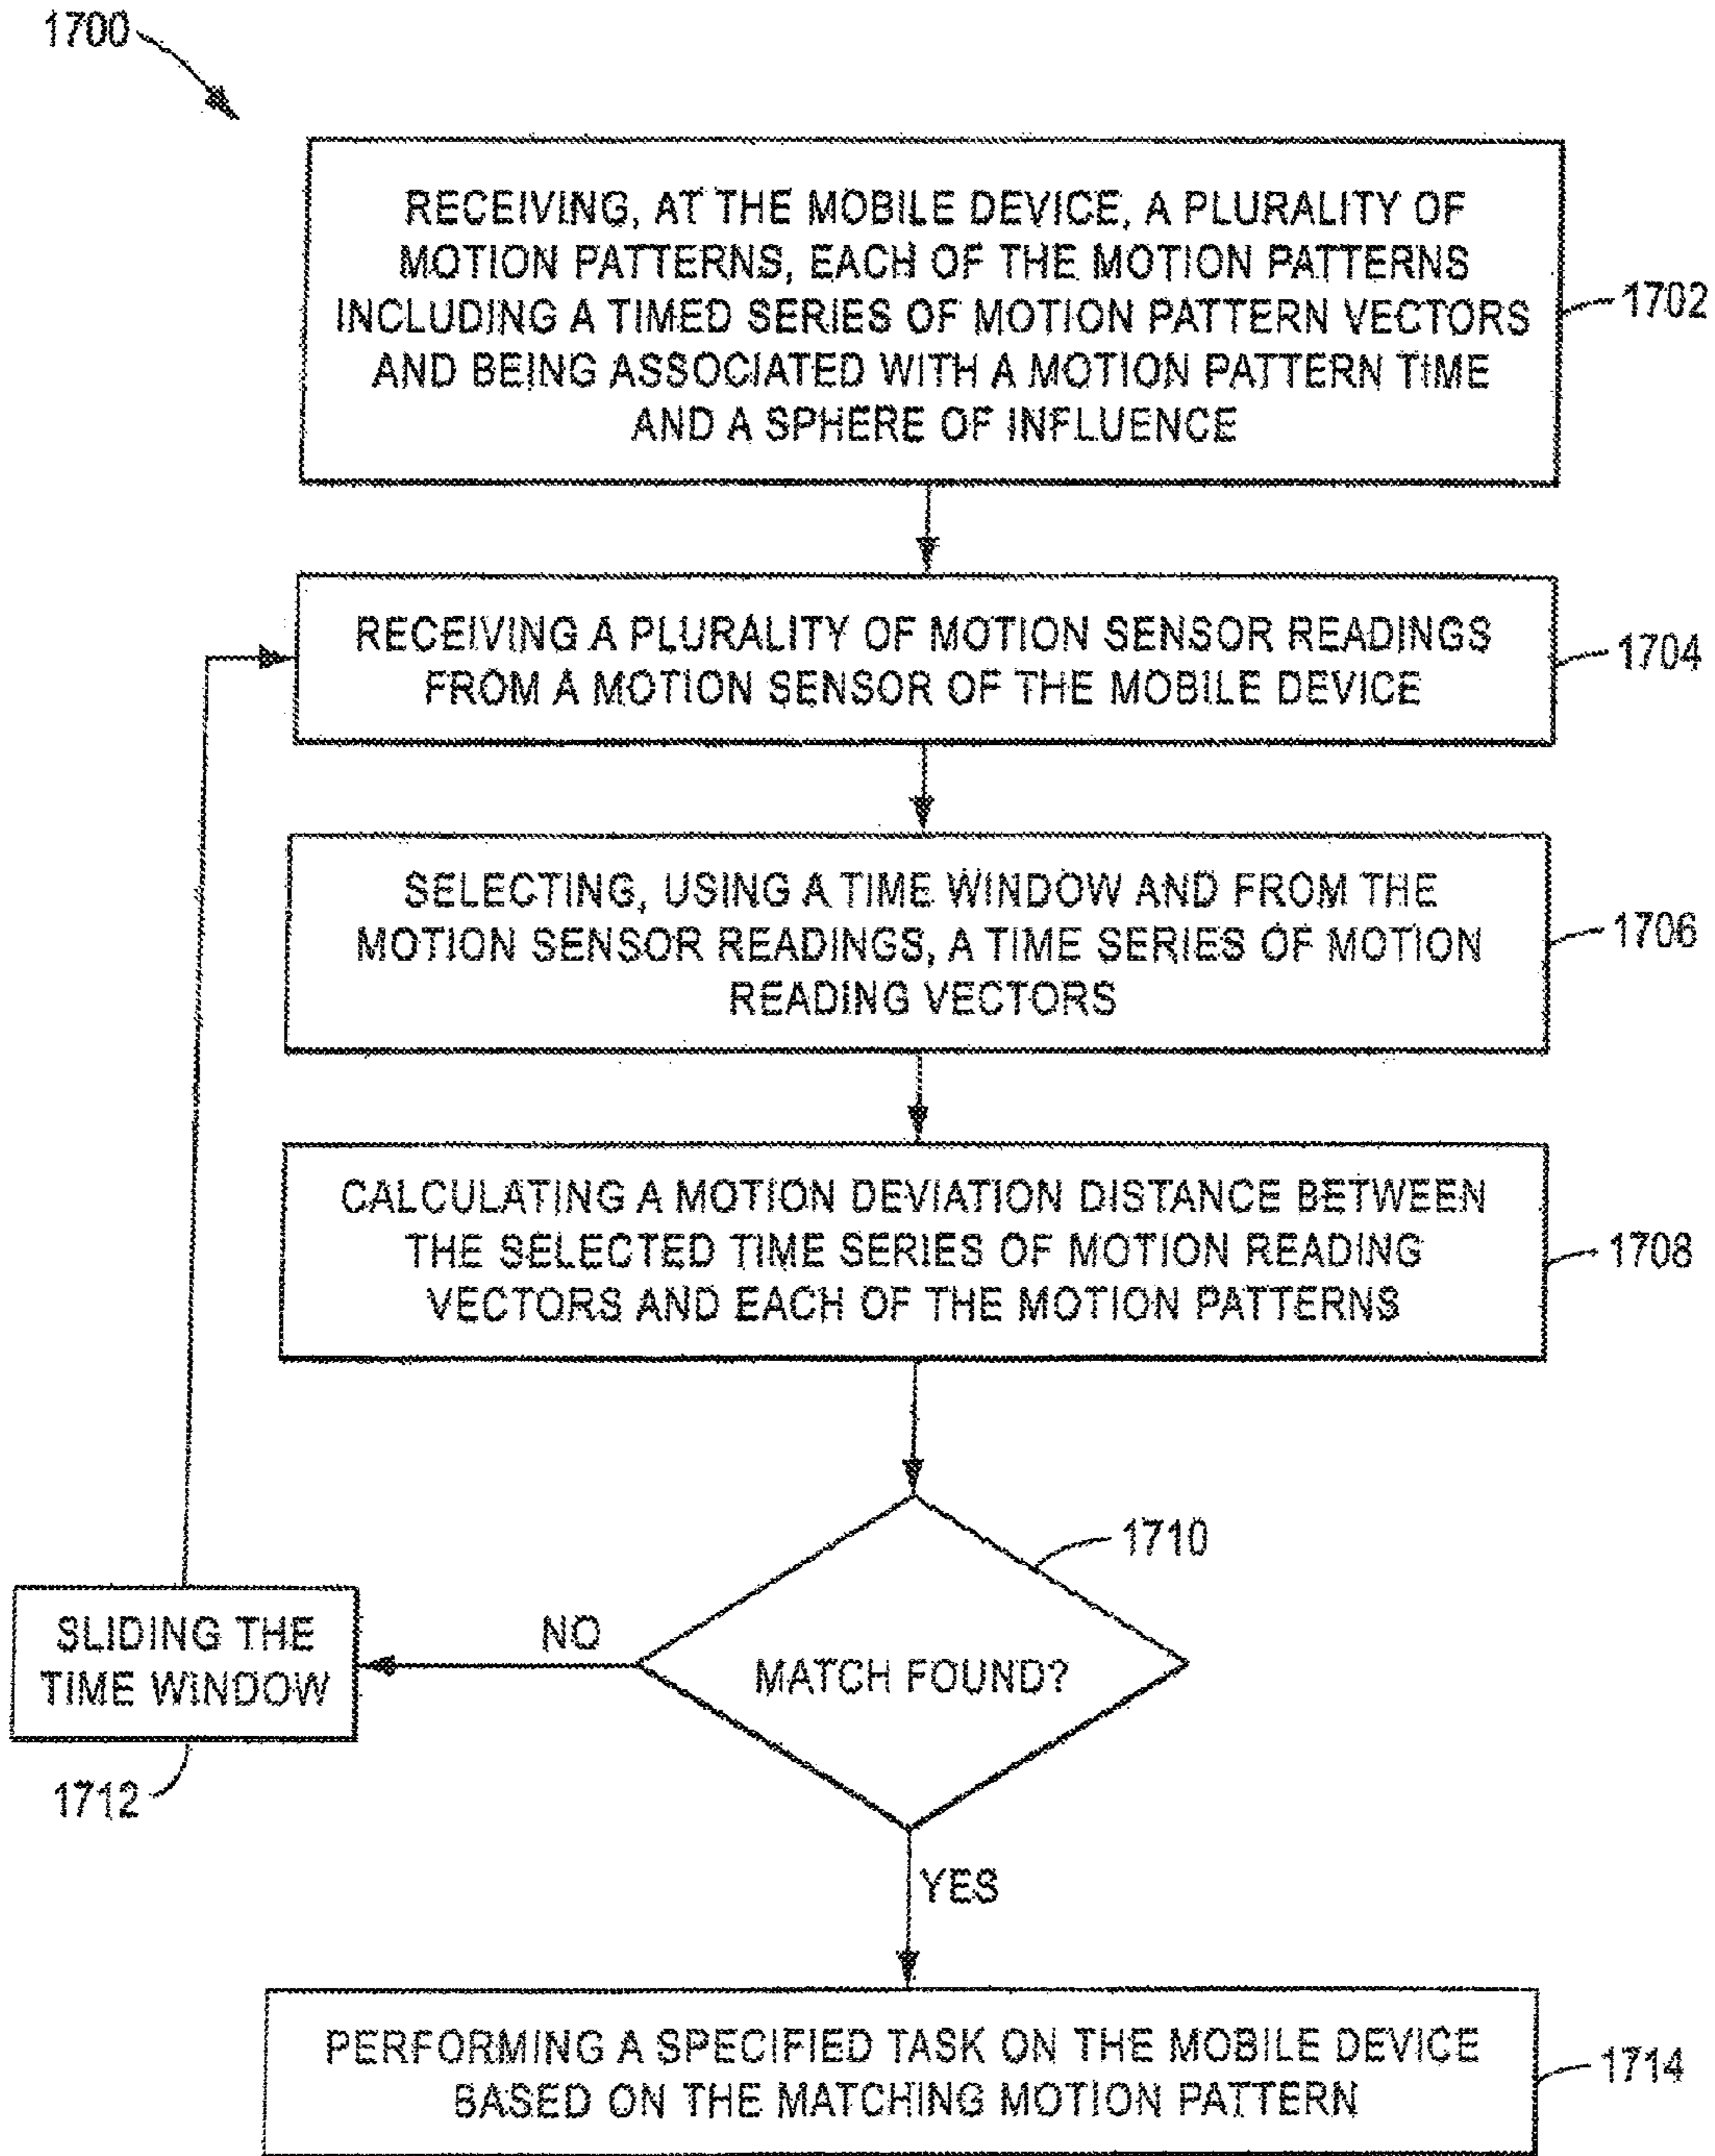 1700
RECEIVING, AT THE MOBILE DEVICE, A PLURALITY OF
MOTION PATTERNS, EACH OF THE MOTION PATTERNS
INCLUDING A TIMED SERIES OF MOTION PATTERN VECTORS
AND BEING ASSOCIATED WITH A MOTION PATTERN TIME
AND A SPHERE OF INFLUENCE
1702
RECEIVING A PLURALITY OF MOTION SENSOR READINGS
FROM A MOTION SENSOR OF THE MOBILE DEVICE
1704
SELECTING, USING A TIME WINDOW AND FROM THE
MOTION SENSOR READINGS, A TIME SERIES OF MOTION
READING VECTORS
1706
CALCULATING A MOTION DEVIATION DISTANCE BETWEEN
THE SELECTED TIME SERIES OF MOTION READING
VECTORS AND EACH OF THE MOTION PATTERNS
1708
1710
MATCH FOUND?
NO
SLIDING THE
TIME WINDOW
1712
YES
PERFORMING A SPECIFIED TASK ON THE MOBILE DEVICE
BASED ON THE MATCHING MOTION PATTERN
1714